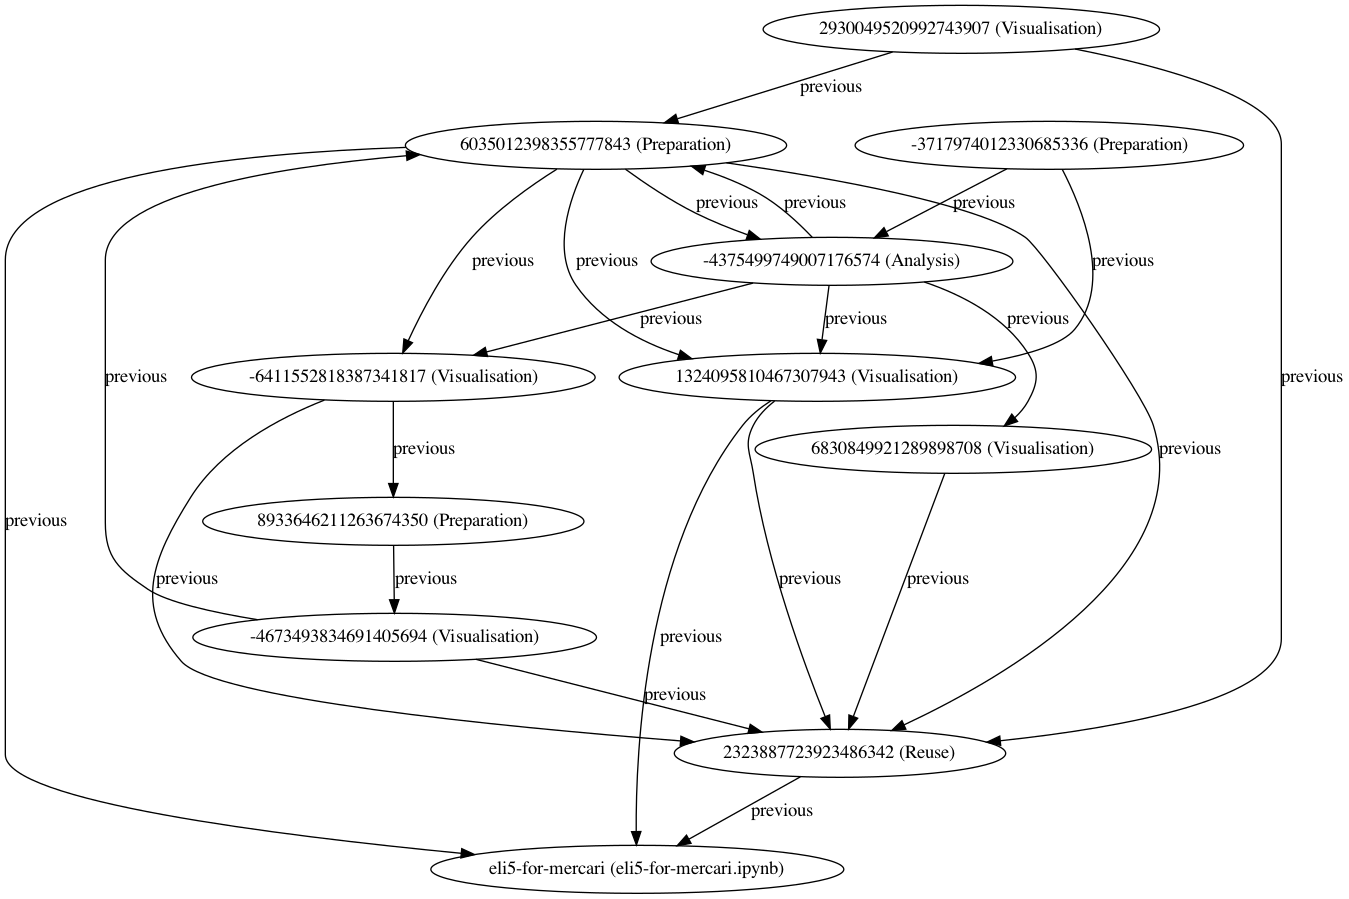 2930049520992743907 (Visualisation)
previous
6035012398355777843 (Preparation)
-3717974012330685336 (Preparation)
previous
previous
previous
-4375499749007176574 (Analysis)
previous
previous
previous
previous
previous
previous
-6411552818387341817 (Visualisation)
1324095810467307943 (Visualisation)
previous
previous
6830849921289898708 (Visualisation)
previous
previous
8933646211263674350 (Preparation)
previous
previous
previous
previous
previous
-4673493834691405694 (Visualisation)
previous
previous
2323887723923486342 (Reuse)
previous
eli5-for-mercari (eli5-for-mercari.ipynb)